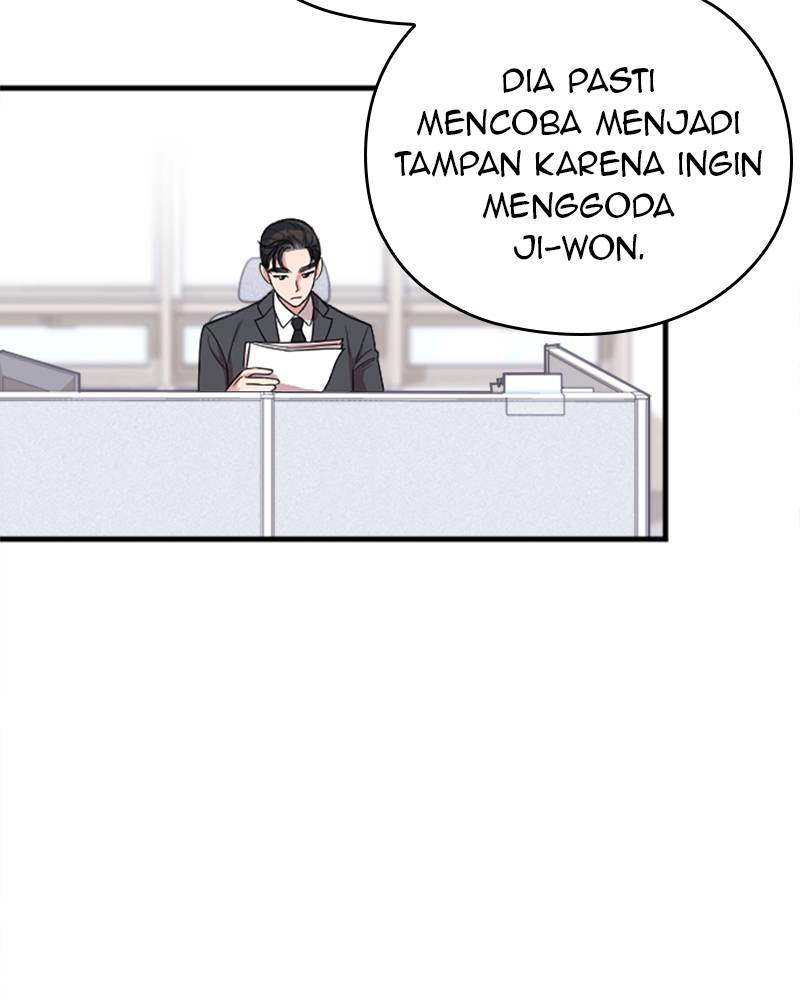 DIA PASTI
MENCOBA MENJADI
TAMPAN KARENA INGIN
MENGGODA
JI-WON.